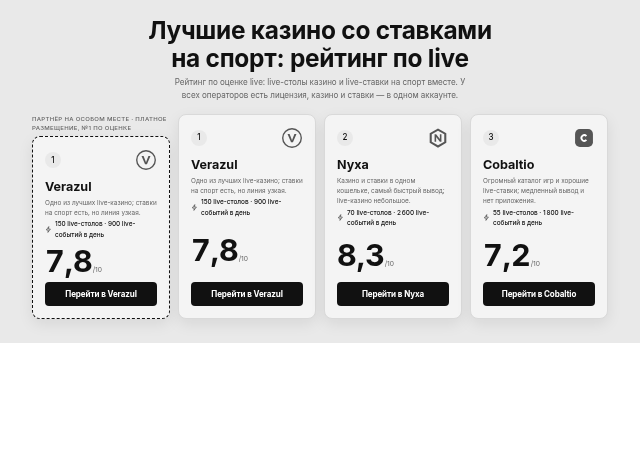 Лучшие казино со ставками
на спорт: рейтинг по live
Рейтинг по оценке live: live-столы казино и live-ставки на спорт вместе. У
всех операторов есть лицензия, казино и ставки — в одном аккаунте.
ПАРТНЁР НА ОСОБОМ МЕСТЕ · ПЛАТНОЕ
РАЗМЕЩЕНИЕ, №1 ПО ОЦЕНКЕ
1
V
Verazul
Одно из лучших live-казино; ставки
на спорт есть, но линия узкая.
150 live-столов · 900 live-
событий в день
7,8/10
Перейти в Verazul
1
V
Verazul
Одно из лучших live-казино; ставки
на спорт есть, но линия узкая.
150 live-столов · 900 live-
событий в день
7,8/10
Перейти в Verazul
2
N
Nyxa
Казино и ставки в одном
кошельке, самый быстрый вывод;
live-казино небольшое.
70 live-столов · 2 600 live-
событий в день
8,3/10
Перейти в Nyxa
3
C
Cobaltio
Огромный каталог игр и хорошие
live-ставки; медленный вывод и
нет приложения.
55 live-столов · 1 800 live-
событий в день
7,2/10
Перейти в Cobaltio